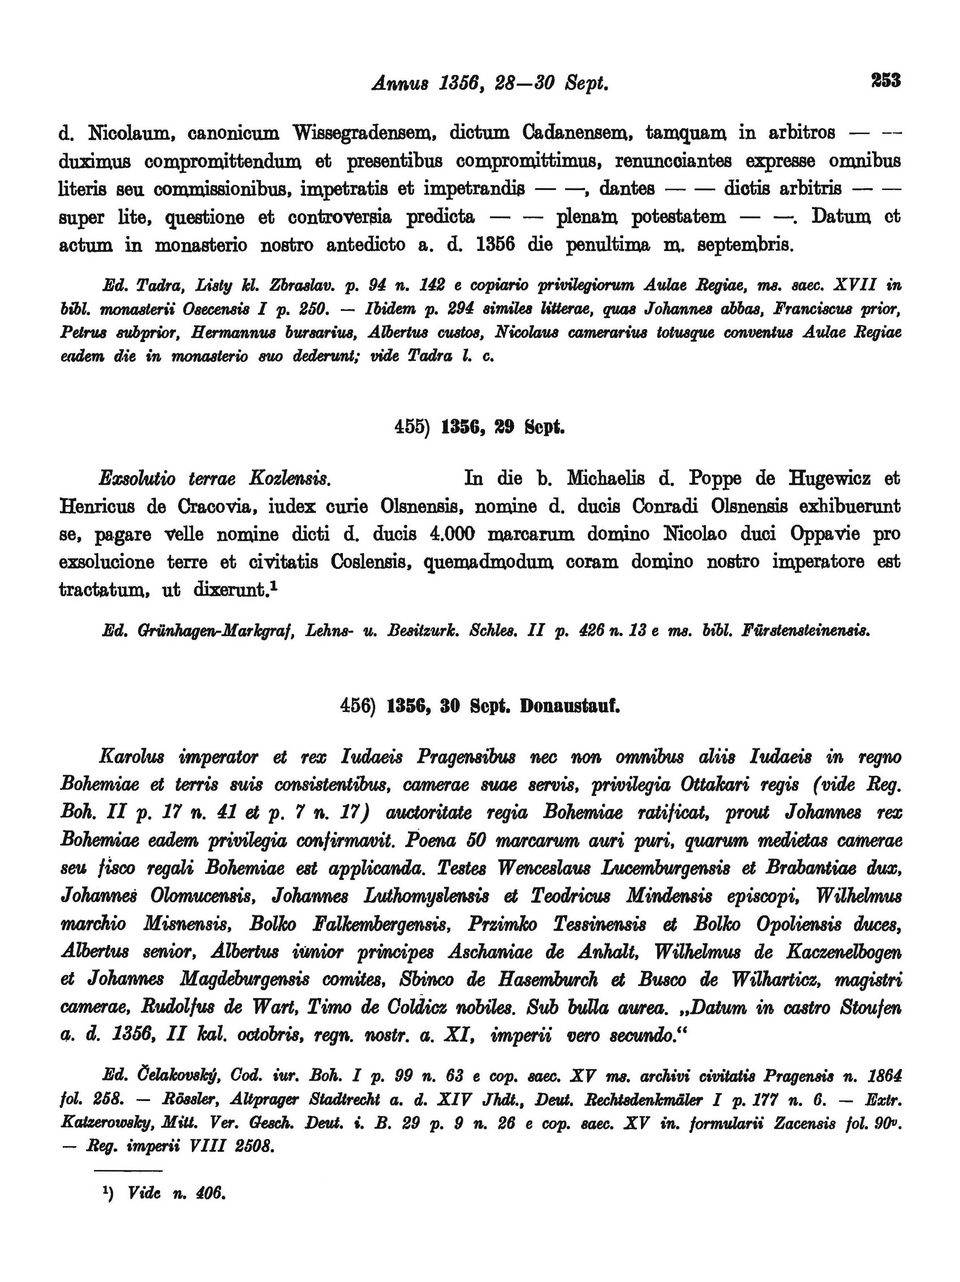 Annus 1356, 28—30 Sept. 253
d. Nicolaum, canonicum Wissegradensem, dictum Cadanensem, tamquam in arbitros — —
duximus compromittendum et presentibus compromittimus, renuncciantes expresse omnibus
literis seu commissionibus, impetratis et impetrandis — —, dantes — — dictis arbitris — —
super lite, questione et controversia predicta — — plenam potestatem — —. Datum et
actum in monasterio nostro antedicto a. d. 1356 die penultima m. septembris.
Ed. Tadra, Listy kl. Zbraslav. p. 94 n. 142 e copiario privilegiorum Aulae Regiae, ms. saec. XVII in
bibl. monasterii Osecensis I p. 250. — Ibidem p. 294 similes litterae, quas Johannes abbas, Franciscus prior,
Petrus subprior, Hermannus bursarius, Albertus custos, Nicolaus camerarius totusque conventus Aulae Regiae
eadem die in monasterio suo dederunt; vide Tadra l. c.
455) 1356, 29 Sept.
Exsolutio terrae Kozlensis. In die b. Michaelis d. Poppe de Hugewicz et
Henricus de Cracovia, iudex curie Olsnensis, nomine d. ducis Conradi Olsnensis exhibuerunt
se, pagare velle nomine dicti d. ducis 4.000 marcarum domino Nicolao duci Oppavie pro
exsolucione terre et civitatis Coslensis, quemadmodum coram domino nostro imperatore est
tractatum, ut dixerunt.¹
Ed. Grünhagen-Markgraf, Lehns- u. Besitzurk. Schles. II p. 426 n. 13 e ms. bibl. Fürstensteinensis.
456) 1356, 30 Sept. Donaustauf.
Karolus imperator et rex Iudaeis Pragensibus nec non omnibus aliis Iudaeis in regno
Bohemiae et terris suis consistentibus, camerae suae servis, privilegia Ottakari regis (vide Reg.
Boh. II p. 17 n. 41 et p. 7 n. 17) auctoritate regia Bohemiae ratificat, prout Johannes rex
Bohemiae eadem privilegia confirmavit. Poena 50 marcarum auri puri, quarum medietas camerae
seu fisco regali Bohemiae est applicanda. Testes Wenceslaus Lucemburgensis et Brabantiae dux,
Johannes Olomucensis, Johannes Luthomyslensis et Teodricus Mindensis episcopi, Wilhelmus
marchio Misnensis, Bolko Falkembergensis, Przimko Tessinensis et Bolko Opoliensis duces,
Albertus senior, Albertus iunior principes Aschaniae de Anhalt, Wilhelmus de Kaczenelbogen
et Johannes Magdeburgensis comites, Sbinco de Hasemburch et Busco de Wilharticz, magistri
camerae, Rudolfus de Wart, Timo de Coldicz nobiles. Sub bulla aurea. „Datum in castro Stoufen
a. d. 1356, II kal. octobris, regn. nostr. a. XI, imperii vero secundo.“
Ed. Čelakovský, Cod. iur. Boh. I p. 99 n. 63 e cop. saec. XV ms. archivi civitatis Pragensis n. 1864
fol. 258. — Rössler, Altprager Stadtrecht a. d. XIV Jhdt., Deut. Rechtsdenkmäler I p. 177 n. 6. — Extr.
Katzerowsky, Mitt. Ver. Gesch. Deut. i. B. 29 p. 9 n. 26 e cop. saec. XV in. formularii Zacensis fol. 90ᵛ.
— Reg. imperii VIII 2508.
¹) Vide n. 406.